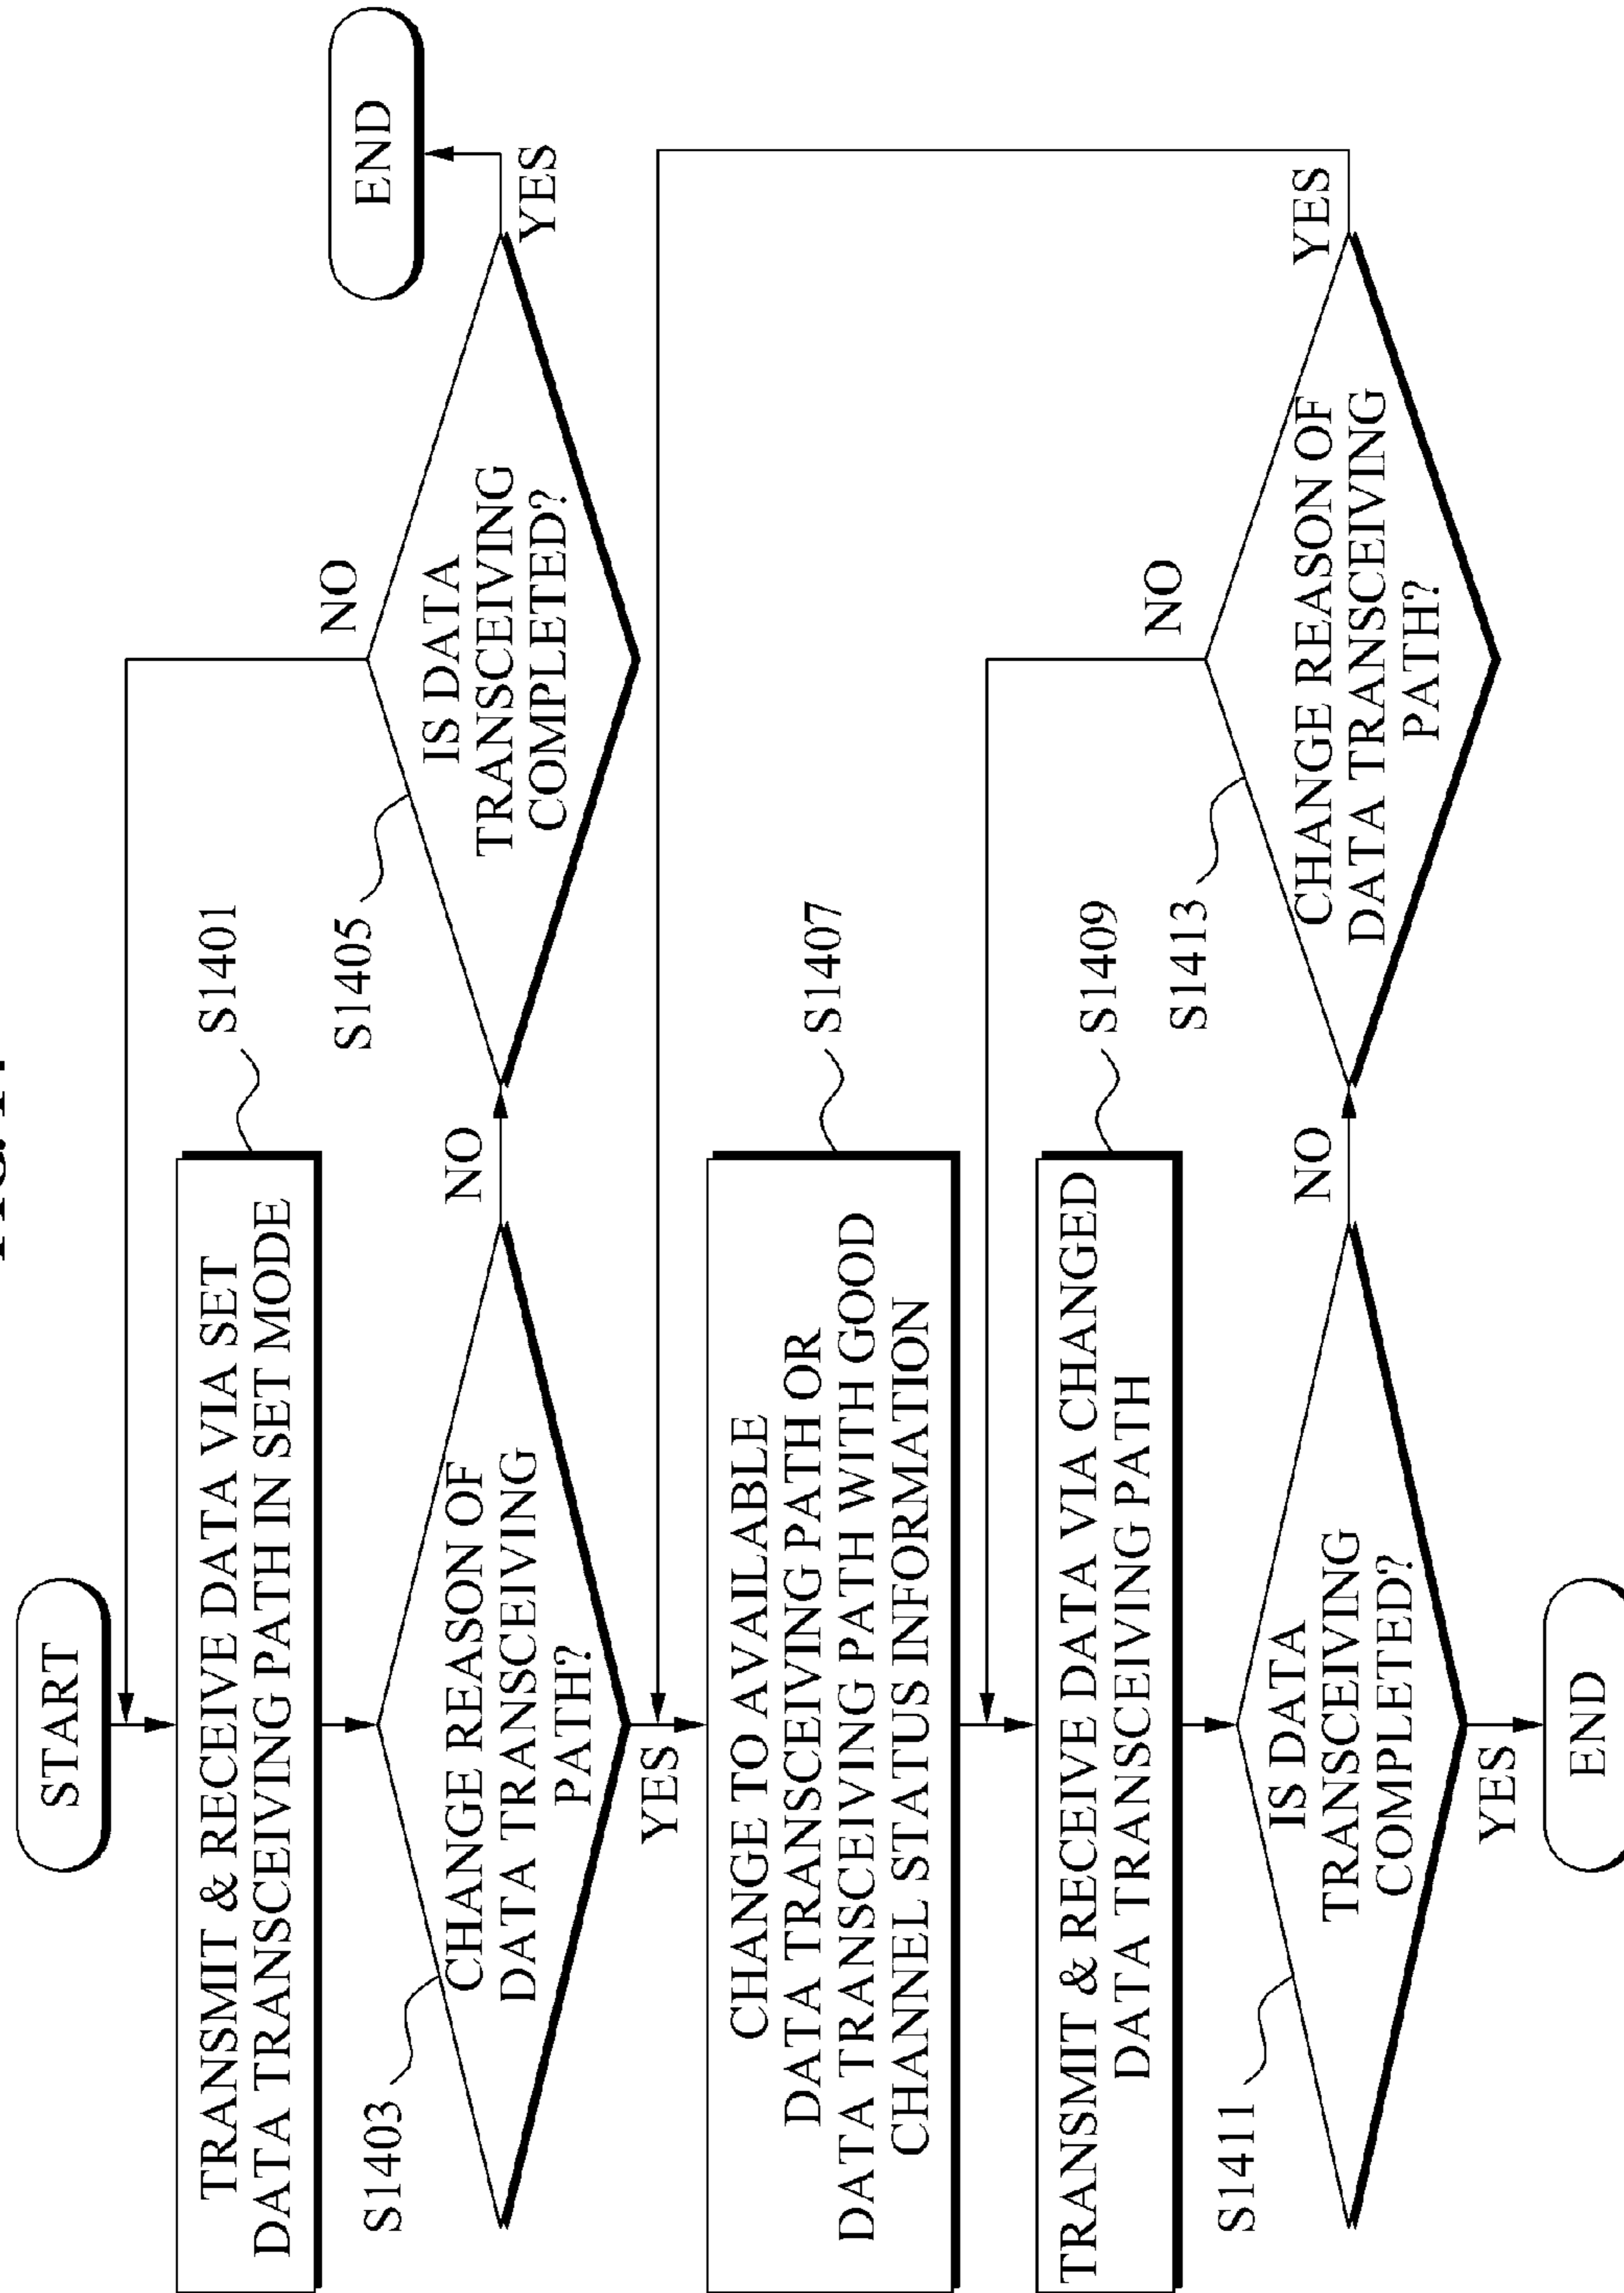 START
TRANSMIT & RECEIVE DATA VIA SET
DATA TRANSCEIVING PATH IN SET MODE
S1401
CHANGE REASON OF
DATA TRANSCEIVING
PATH?
S1403
NO
IS DATA
TRANSCEIVING
COMPLETED?
S1405
NO
YES
END
YES
CHANGE TO AVAILABLE
DATA TRANSCEIVING PATH OR
DATA TRANSCEIVING PATH WITH GOOD
CHANNEL STATUS INFORMATION
S1407
TRANSMIT & RECEIVE DATA VIA CHANGED
DATA TRANSCEIVING PATH
S1409
IS DATA
TRANSCEIVING
COMPLETED?
S1411
NO
CHANGE REASON OF
DATA TRANSCEIVING
PATH?
S1413
NO
YES
YES
END